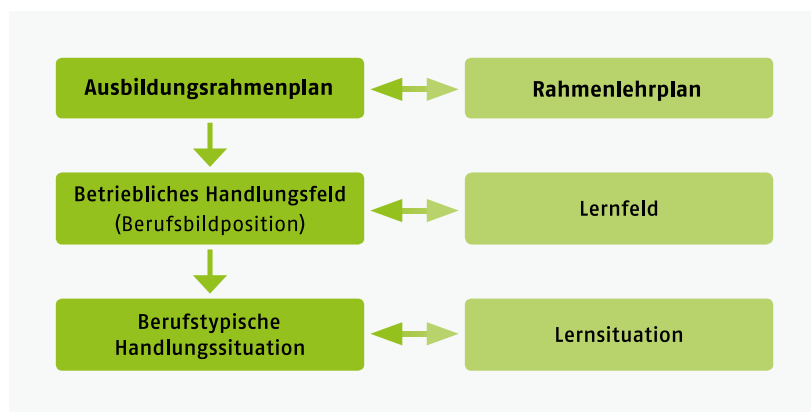 Ausbildungsrahmenplan
Rahmenlehrplan
Betriebliches Handlungsfeld
(Berufsbildposition)
Lernfeld
Berufstypische
Handlungssituation
Lernsituation